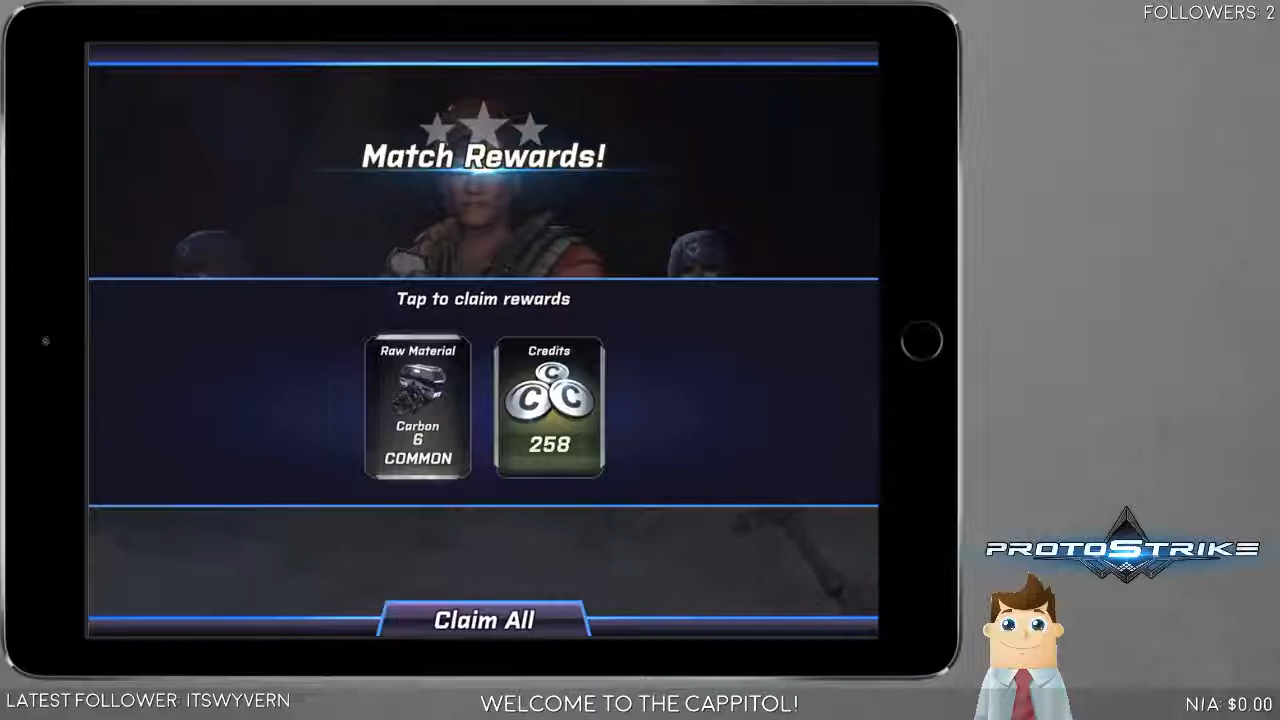 FOLLOWERS: 2
Match Rewards!
Tap to claim rewards
Raw Material
Carbon
6
COMMON
Credits
C
C C
258
PROTOSTRIKE
Claim All
LATEST FOLLOWER: ITSWYVERN
WELCOME TO THE CAPPITOL!
N/A: $0.00